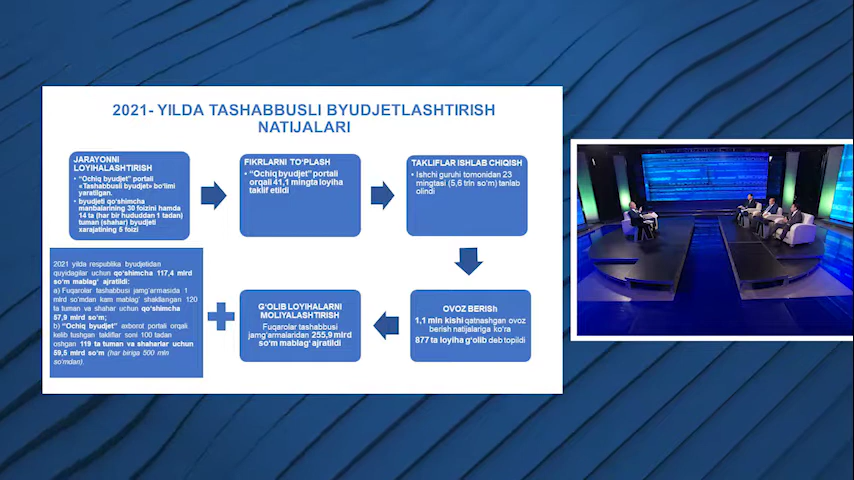 2021- YILDA TASHABBUSLI BYUDJETLASHTIRISH
NATIJALARI
JARAYONNI
LOYIHALASHTIRISH
• "Ochiq byudjet" portali
«Tashabbusli byudjet» bo'limi
yaratilgan.
• byudjeti qo'shimcha
manbalarining 30 foizini hamda
14 ta (har bir hududdan 1 tadan)
tuman (shahar) byudjeti
xarajatining 5 foizi
FIKRLARNI TO'PLASH
• "Ochiq byudjet" portali
orqali 41,1 mingta loyiha
taklif etildi
TAKLIFLAR ISHLAB CHIQISH
• Ishchi guruhi tomonidan 23
mingtasi (5,6 trln so'm) tanlab
olindi
OVOZ BERISh
1,1 mln kishi qatnashgan ovoz
berish natijalariga ko'ra
877 ta loyiha g'olib deb topildi
G'OLIB LOYIHALARNI
MOLIYALASHTIRISH
Fuqarolar tashabbusi
jamg'armalaridan 255,9 mlrd
so'm mablag' ajratildi
2021 yilda respublika byudjetidan
quyidagilar uchun qo'shimcha 117,4 mlrd
so'm mablag' ajratildi:
a) Fuqarolar tashabbusi jamg'armasida 1
mlrd so'mdan kam mablag' shakllangan 120
ta tuman va shahar uchun qo'shimcha
57,9 mlrd so'm;
b) "Ochiq byudjet" axborot portali orqali
kelib tushgan takliflar soni 100 tadan
oshgan 119 ta tuman va shaharlar uchun
59,5 mlrd so'm (har biriga 500 mln
so'mdan).